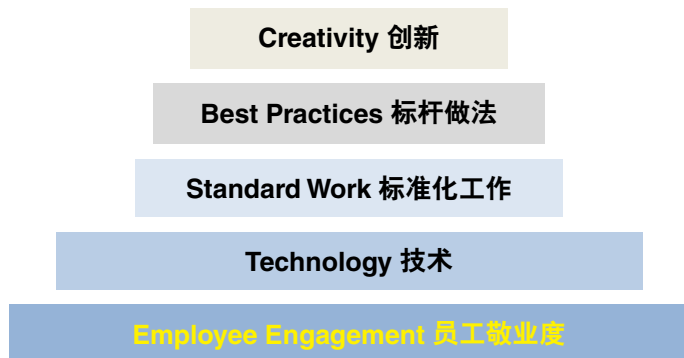 Creativity 创新
Best Practices 标杆做法
Standard Work 标准化工作
Technology 技术
Employee Engagement 员工敬业度